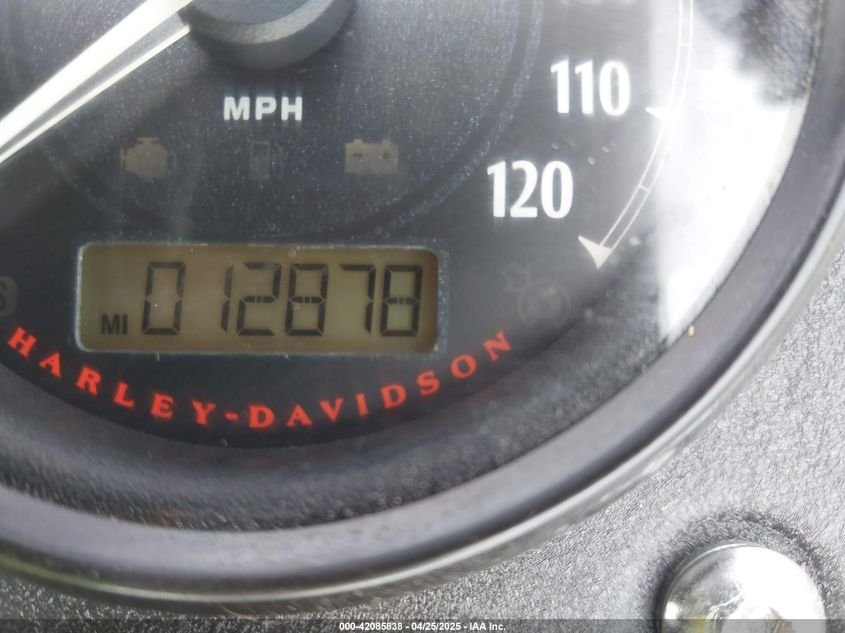 110
MPH
120
MI 012878
HARLEY-DAVIDSON
000-42085838 - 04/25/2025 - IAA Inc.